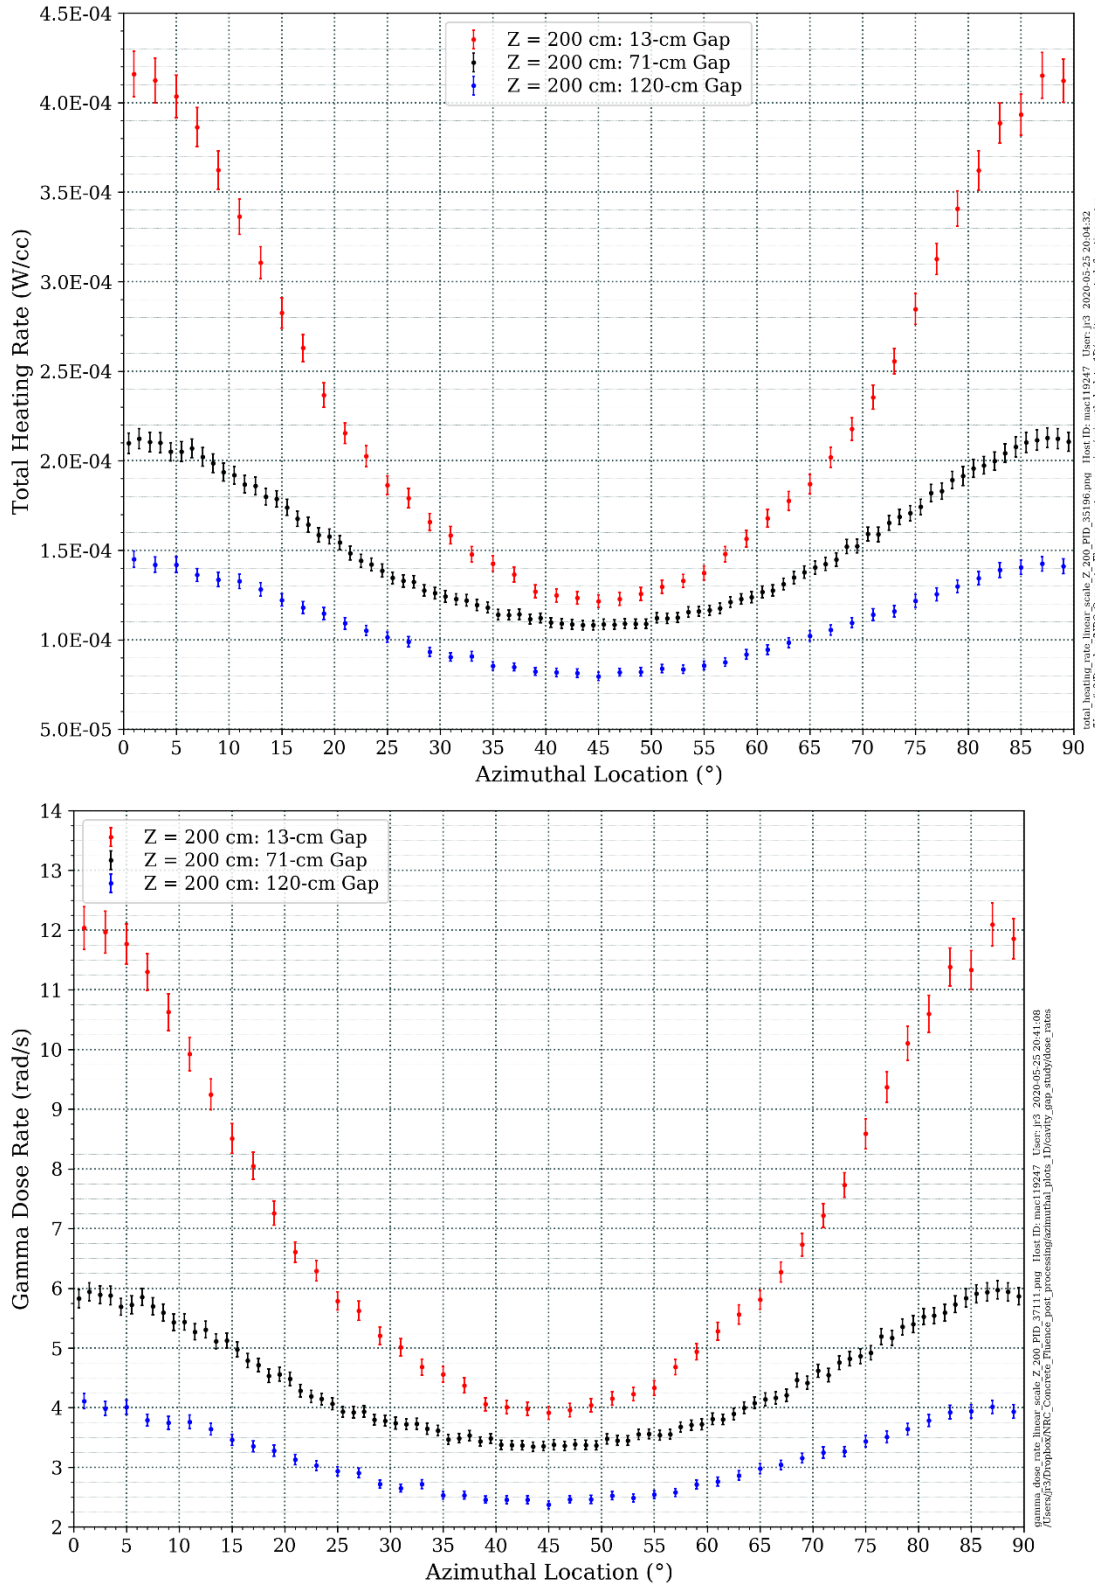 4.5E-04
4.0E-04
3.5E-04
3.0E-04
2.5E-04
2.0E-04
1.5E-04
1.0E-04
5.0E-05
Total Heating Rate (W/cc)
Z = 200 cm: 13-cm Gap
Z = 200 cm: 71-cm Gap
Z = 200 cm: 120-cm Gap
0 5 10 15 20 25 30 35 40 45 50 55 60 65 70 75 80 85 90
Azimuthal Location (°)
total_heating_rate_linear_scale_Z_200_PID_35196.png Host ID: mac119247 User: jr3 2020-05-25 20:04:32
14
13
12
11
10
9
8
7
6
5
4
3
2
Gamma Dose Rate (rad/s)
Z = 200 cm: 13-cm Gap
Z = 200 cm: 71-cm Gap
Z = 200 cm: 120-cm Gap
0 5 10 15 20 25 30 35 40 45 50 55 60 65 70 75 80 85 90
Azimuthal Location (°)
gamma_dose_rate_linear_scale_Z_200_PID_37111.png Host ID: mac119247 User: jr3 2020-05-25 20:41:08
/Users/jr3/Dropbox/NRC_Concrete_Fluence_post_processing/azimuthal_plots_1D/cavity_gap_study/dose_rates